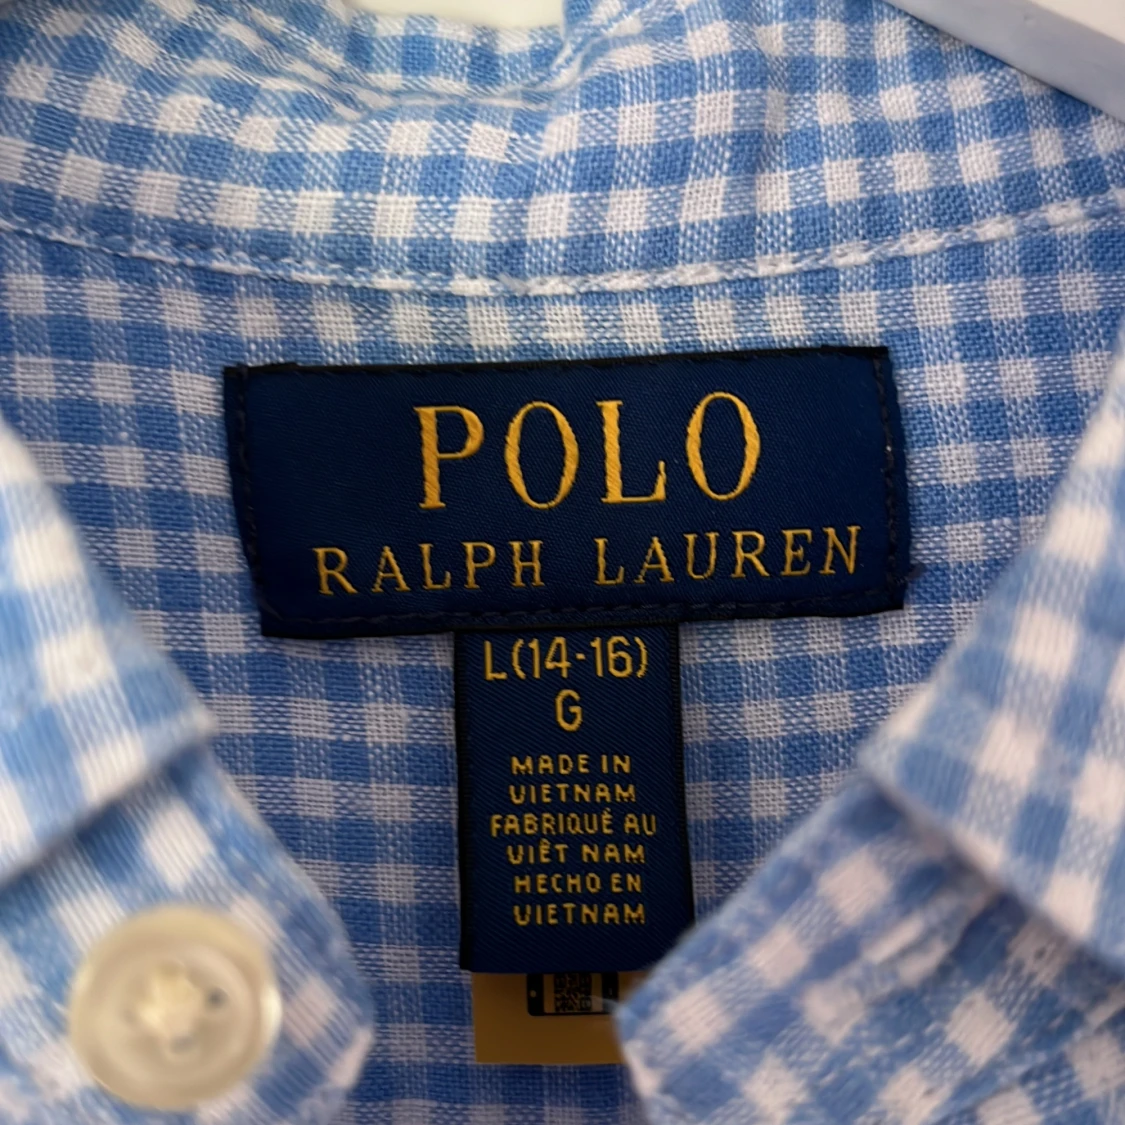 POLO
RALPH LAUREN
L(14-16)
G
MADE IN
VIETNAM
FABRIQUÉ AU
VIÊT NAM
HECHO EN
VIETNAM